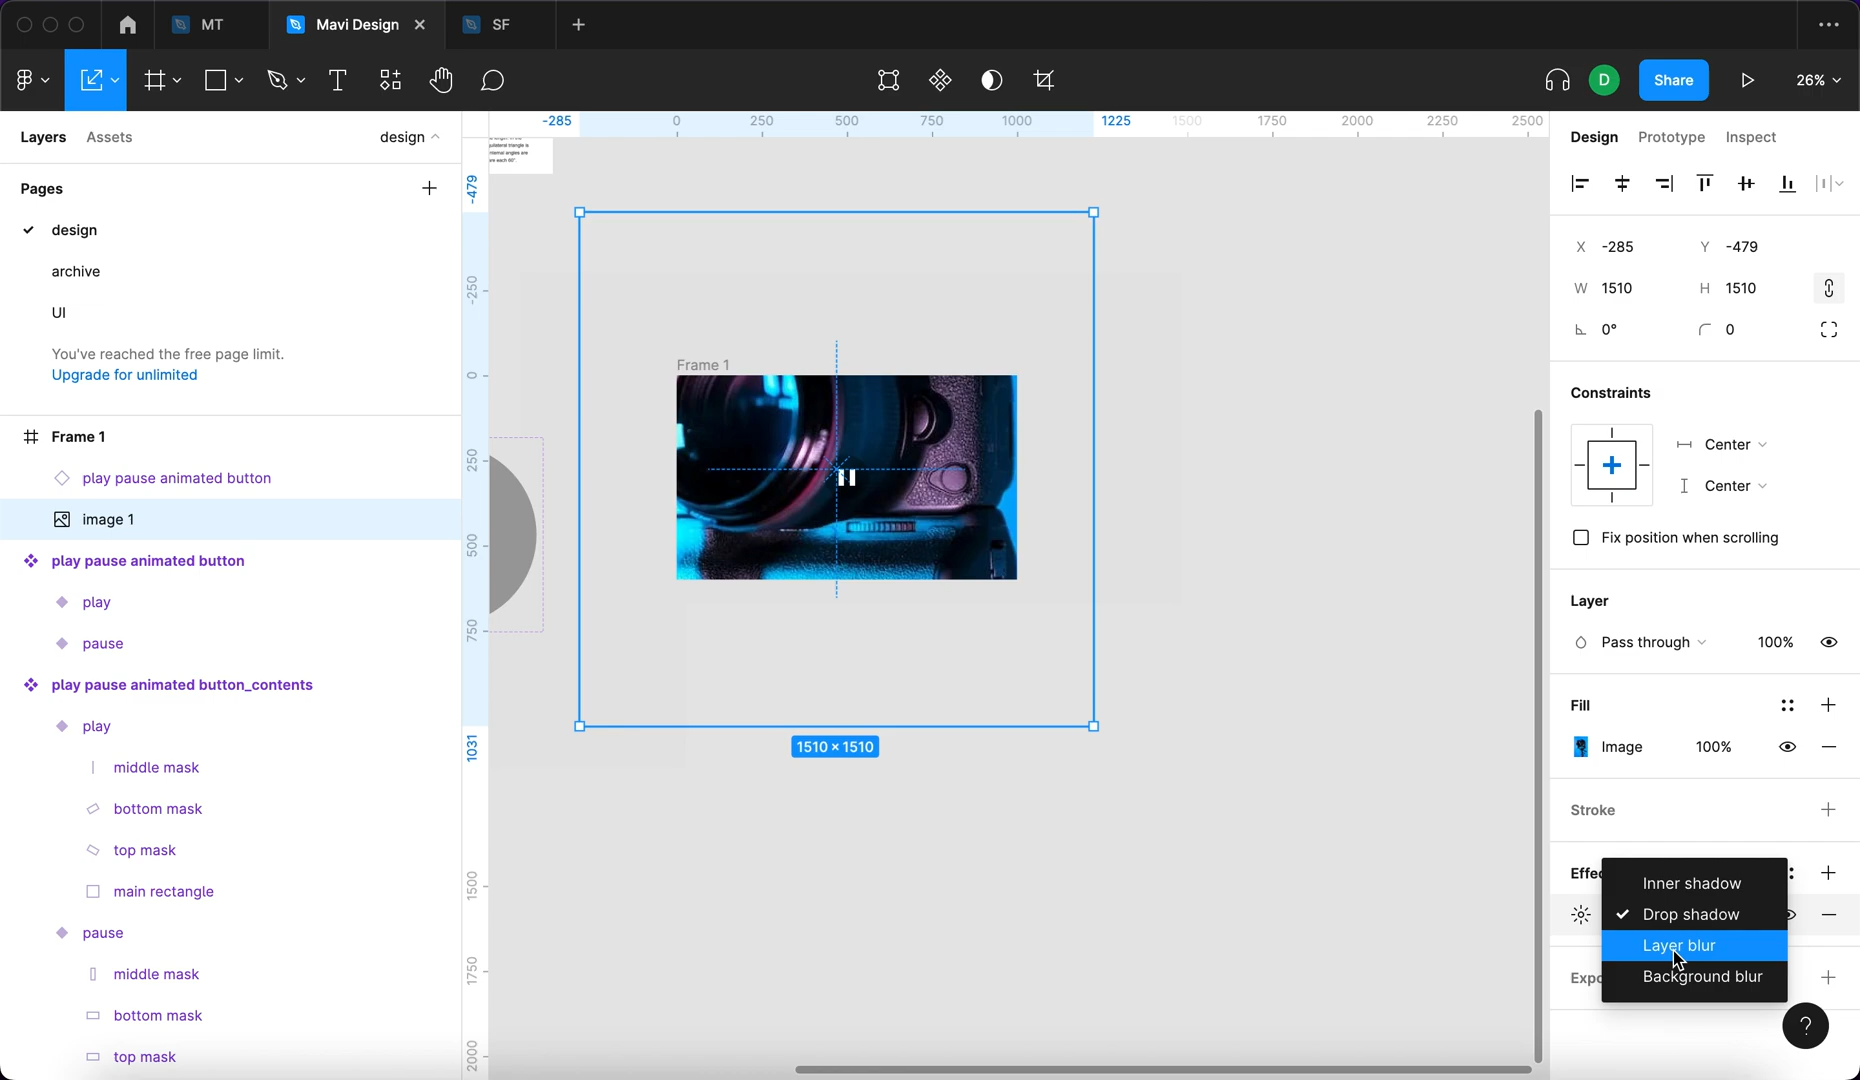 MT
Mavi Design
SF
D
Share
26%
Layers
Assets
design
Pages
design
archive
UI
You've reached the free page limit.
Upgrade for unlimited
Frame 1
play pause animated button
image 1
play pause animated button
play
pause
play pause animated button_contents
play
middle mask
bottom mask
top mask
main rectangle
pause
middle mask
bottom mask
top mask
-285
0
250
500
750
1000
1225
1500
1750
2000
2250
2500
-479
-250
0
250
500
750
1031
1500
1750
2000
internal angles are
Frame 1
1510 × 1510
Design
Prototype
Inspect
X -285
Y -479
W 1510
H 1510
0°
0
Constraints
Center
Center
Fix position when scrolling
Layer
Pass through
100%
Fill
Image
100%
Stroke
Effec
Inner shadow
Drop shadow
Layer blur
Background blur
Expo
?